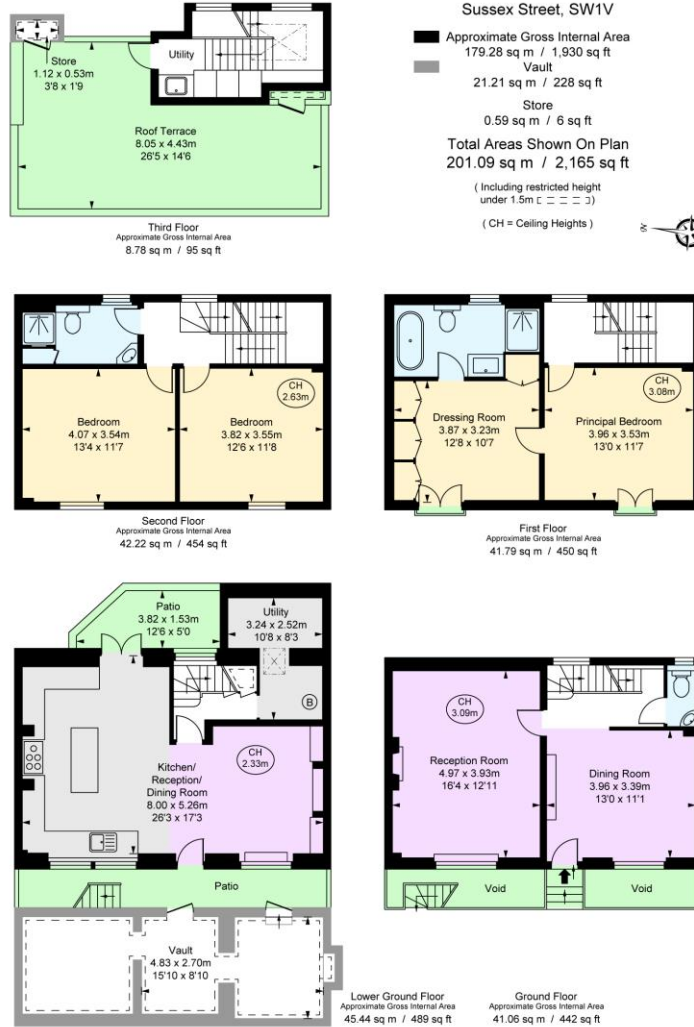 Sussex Street, SW1V
Approximate Gross Internal Area
179.28 sq m / 1,930 sq ft
Vault
21.21 sq m / 228 sq ft
Store
0.59 sq m / 6 sq ft
Total Areas Shown On Plan
201.09 sq m / 2,165 sq ft
( Including restricted height
under 1.5m )
( CH = Ceiling Heights )
Store
1.12 x 0.53m
3'8 x 1'9
Utility
Roof Terrace
8.05 x 4.43m
26'5 x 14'6
Third Floor
Approximate Gross Internal Area
8.78 sq m / 95 sq ft
Bedroom
4.07 x 3.54m
13'4 x 11'7
CH
2.63m
Bedroom
3.82 x 3.55m
12'6 x 11'8
Second Floor
Approximate Gross Internal Area
42.22 sq m / 454 sq ft
Dressing Room
3.87 x 3.23m
12'8 x 10'7
CH
3.08m
Principal Bedroom
3.96 x 3.53m
13'0 x 11'7
First Floor
Approximate Gross Internal Area
41.79 sq m / 450 sq ft
Patio
3.82 x 1.53m
12'6 x 5'0
Utility
3.24 x 2.52m
10'8 x 8'3
B
Kitchen/
Reception/
Dining Room
8.00 x 5.26m
26'3 x 17'3
CH
2.33m
Patio
Vault
4.83 x 2.70m
15'10 x 8'10
Lower Ground Floor
Approximate Gross Internal Area
45.44 sq m / 489 sq ft
CH
3.09m
Reception Room
4.97 x 3.93m
16'4 x 12'11
Dining Room
3.96 x 3.39m
13'0 x 11'1
Void
Void
Ground Floor
Approximate Gross Internal Area
41.06 sq m / 442 sq ft